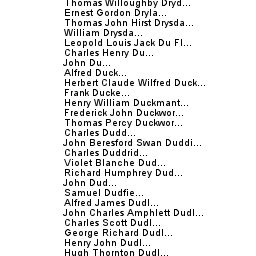 Thomas Willoughby Dryd...
Ernest Gordon Dryla...
Thomas John Hirst Drysda...
William Drysda...
Leopold Louis Jack Du Fl...
Charles Henry Du...
John Du...
Alfred Duck...
Herbert Claude Wilfred Duck...
Frank Ducke...
Henry William Duckmant...
Frederick John Duckwor...
Thomas Percy Duckwor...
Charles Dudd...
John Beresford Swan Duddi...
Charles Duddrid...
Violet Blanche Dud...
Richard Humphrey Dud...
John Dud...
Samuel Dudfie...
Alfred James Dudl...
John Charles Amphlett Dudl...
Charles Scott Dudl...
George Richard Dudl...
Henry John Dudl...
Hugh Thornton Dudl...